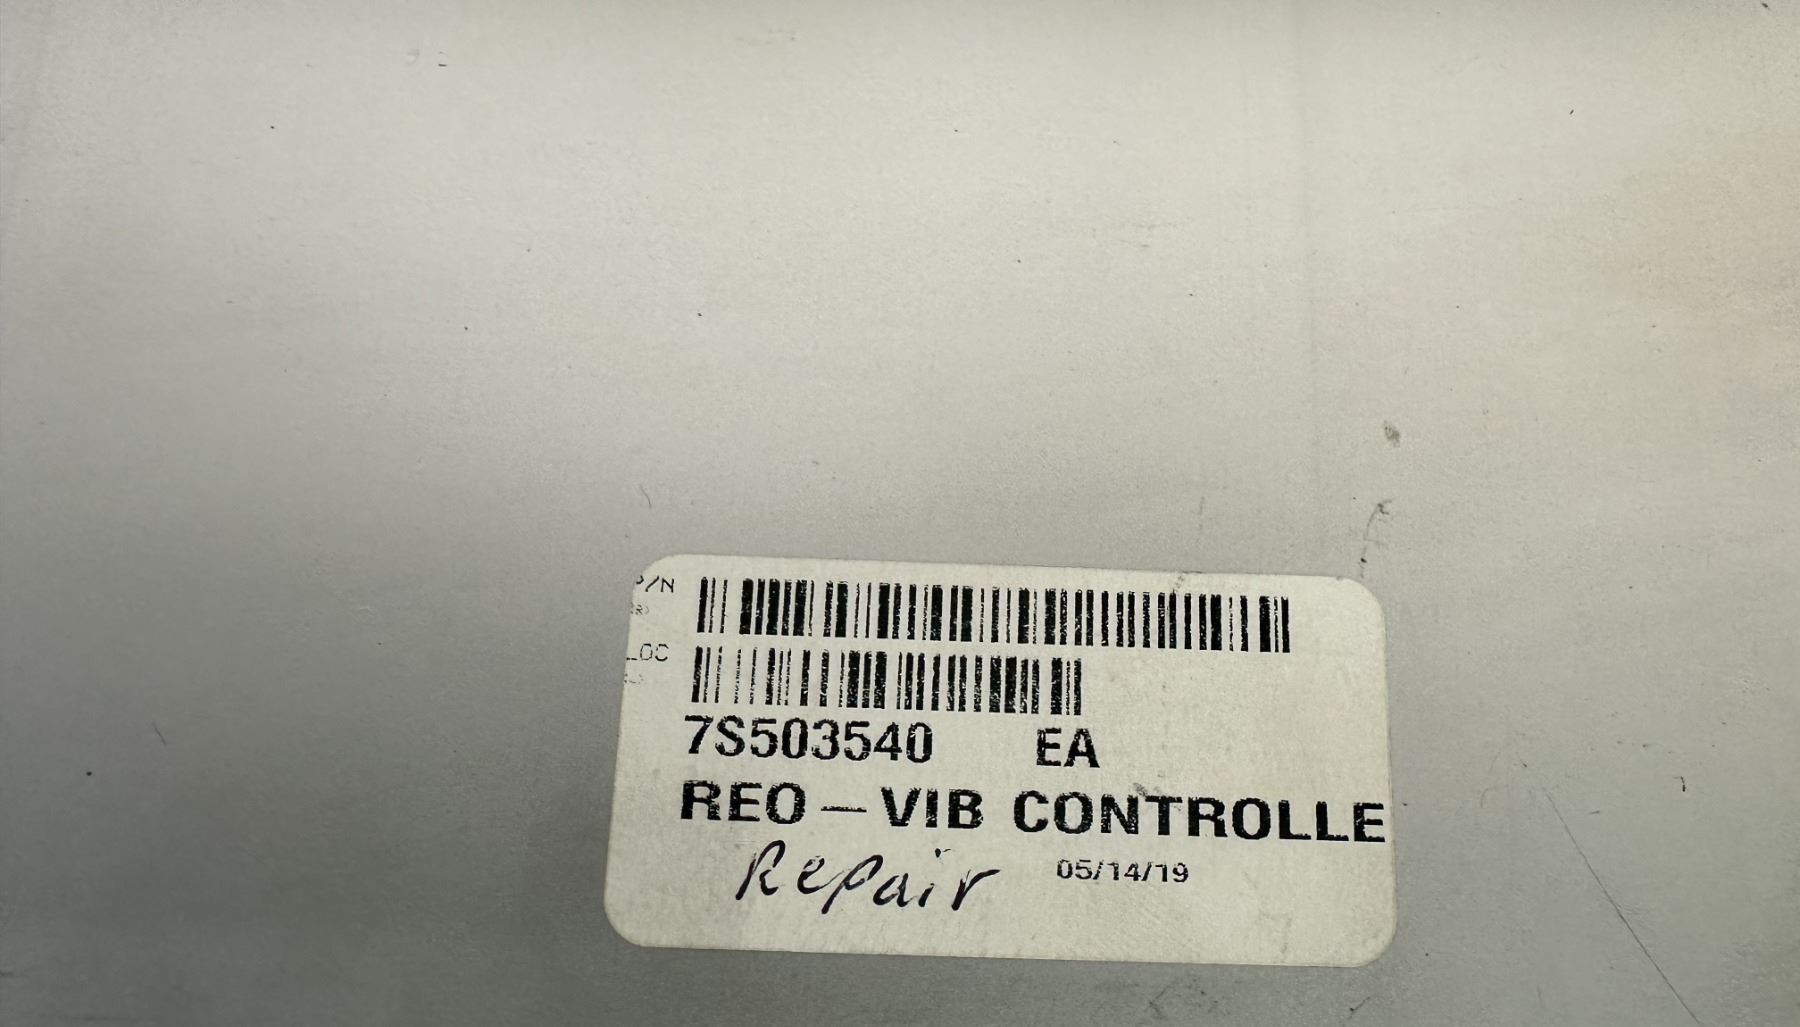 P/N
(R)
LOC
7S503540 EA
REO-VIB CONTROLLE
Repair 05/14/19